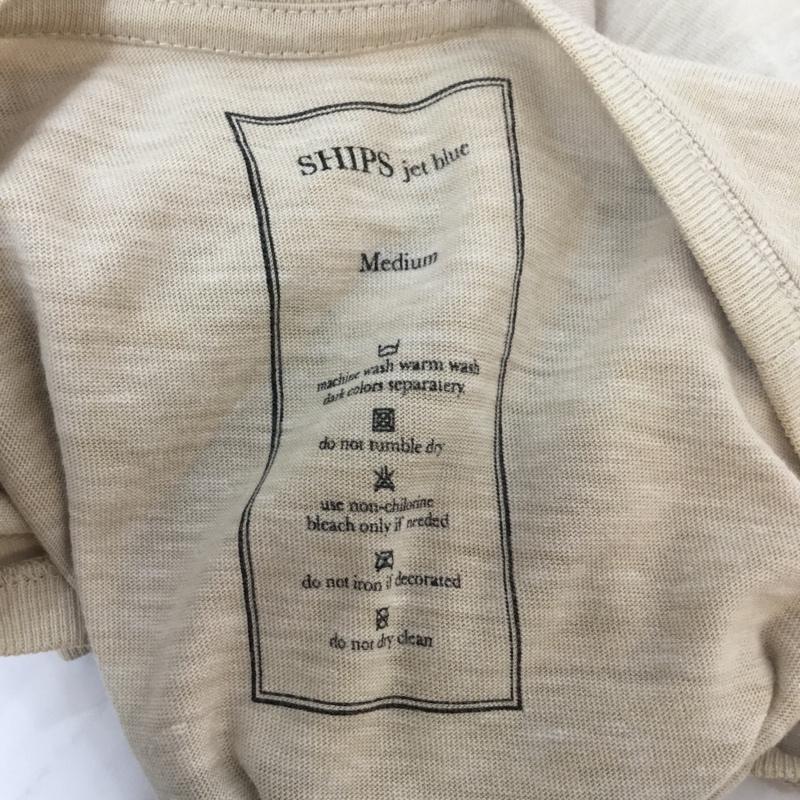 SHIPS jet blue
Medium
machine wash warm wash
dark colors separatery.
do not tumble dry
use non-chilorine
bleach only if needed
do not iron if decorated
do not dry clean